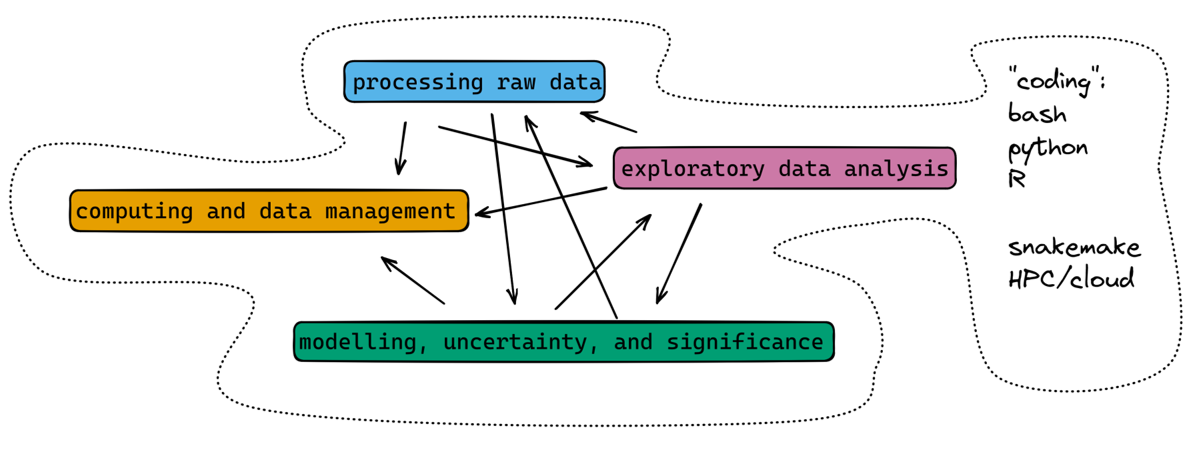 processing raw data
exploratory data analysis
computing and data management
modelling, uncertainty, and significance
"coding":
bash
python
R
snakemake
HPC/cloud